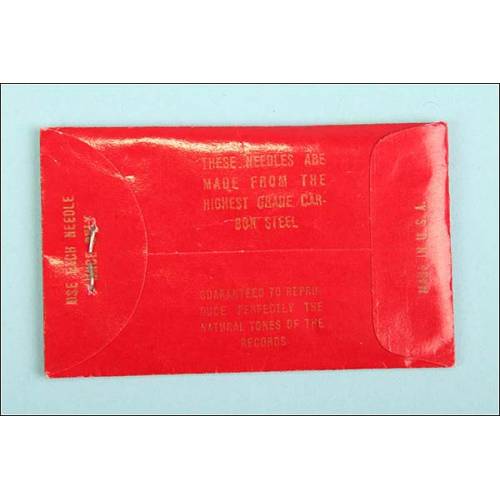 THESE NEEDLES ARE
MADE FROM THE
HIGHEST GRADE CAR-
BON STEEL
GUARANTEED TO REPRO-
DUCE PERFECTLY THE
NATURAL TONES OF THE
RECORDS
USE EACH NEEDLE
ONLY
MADE IN U.S.A.